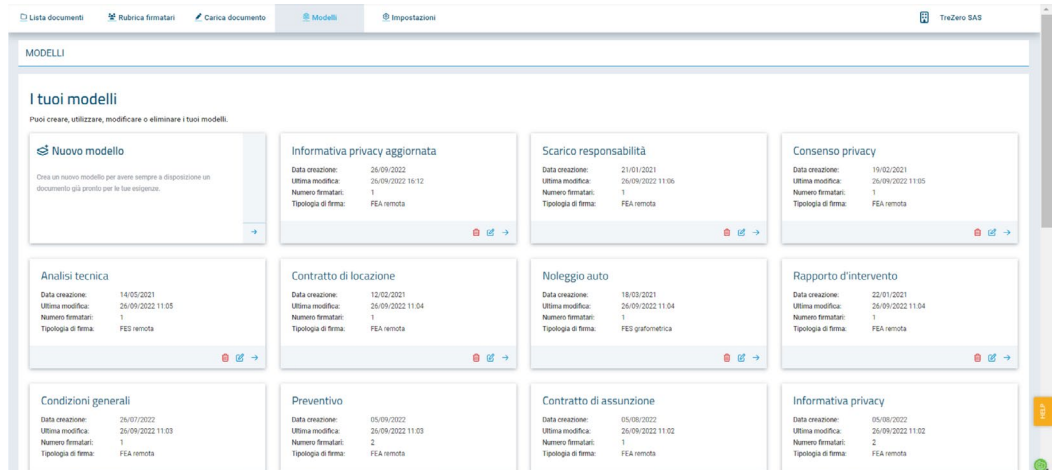 Lista documenti Rubrica firmatari Carica documento Modelli Impostazioni TreZero SAS
MODELLI
I tuoi modelli
Puoi creare, utilizzare, modificare o eliminare i tuoi modelli.
Nuovo modello
Crea un nuovo modello per avere sempre a disposizione un
documento già pronto per le tue esigenze.
Informativa privacy aggiornata
Data creazione: 26/09/2022
Ultima modifica: 26/09/2022 16:12
Numero firmatari: 1
Tipologia di firma: FEA remota
Scarico responsabilità
Data creazione: 21/01/2021
Ultima modifica: 26/09/2022 11:06
Numero firmatari: 1
Tipologia di firma: FEA remota
Consenso privacy
Data creazione: 19/02/2021
Ultima modifica: 26/09/2022 11:05
Numero firmatari: 1
Tipologia di firma: FEA remota
Analisi tecnica
Data creazione: 14/05/2021
Ultima modifica: 26/09/2022 11:05
Numero firmatari: 1
Tipologia di firma: FES remota
Contratto di locazione
Data creazione: 12/02/2021
Ultima modifica: 26/09/2022 11:04
Numero firmatari: 1
Tipologia di firma: FEA remota
Noleggio auto
Data creazione: 18/03/2021
Ultima modifica: 26/09/2022 11:04
Numero firmatari: 1
Tipologia di firma: FES grafometrica
Rapporto d'intervento
Data creazione: 22/01/2021
Ultima modifica: 26/09/2022 11:04
Numero firmatari: 1
Tipologia di firma: FEA remota
Condizioni generali
Data creazione: 26/07/2022
Ultima modifica: 26/09/2022 11:03
Numero firmatari: 1
Tipologia di firma: FEA remota
Preventivo
Data creazione: 05/09/2022
Ultima modifica: 26/09/2022 11:03
Numero firmatari: 2
Tipologia di firma: FEA remota
Contratto di assunzione
Data creazione: 05/08/2022
Ultima modifica: 26/09/2022 11:02
Numero firmatari: 1
Tipologia di firma: FEA remota
Informativa privacy
Data creazione: 05/08/2022
Ultima modifica: 26/09/2022 11:02
Numero firmatari: 2
Tipologia di firma: FEA remota
HELP